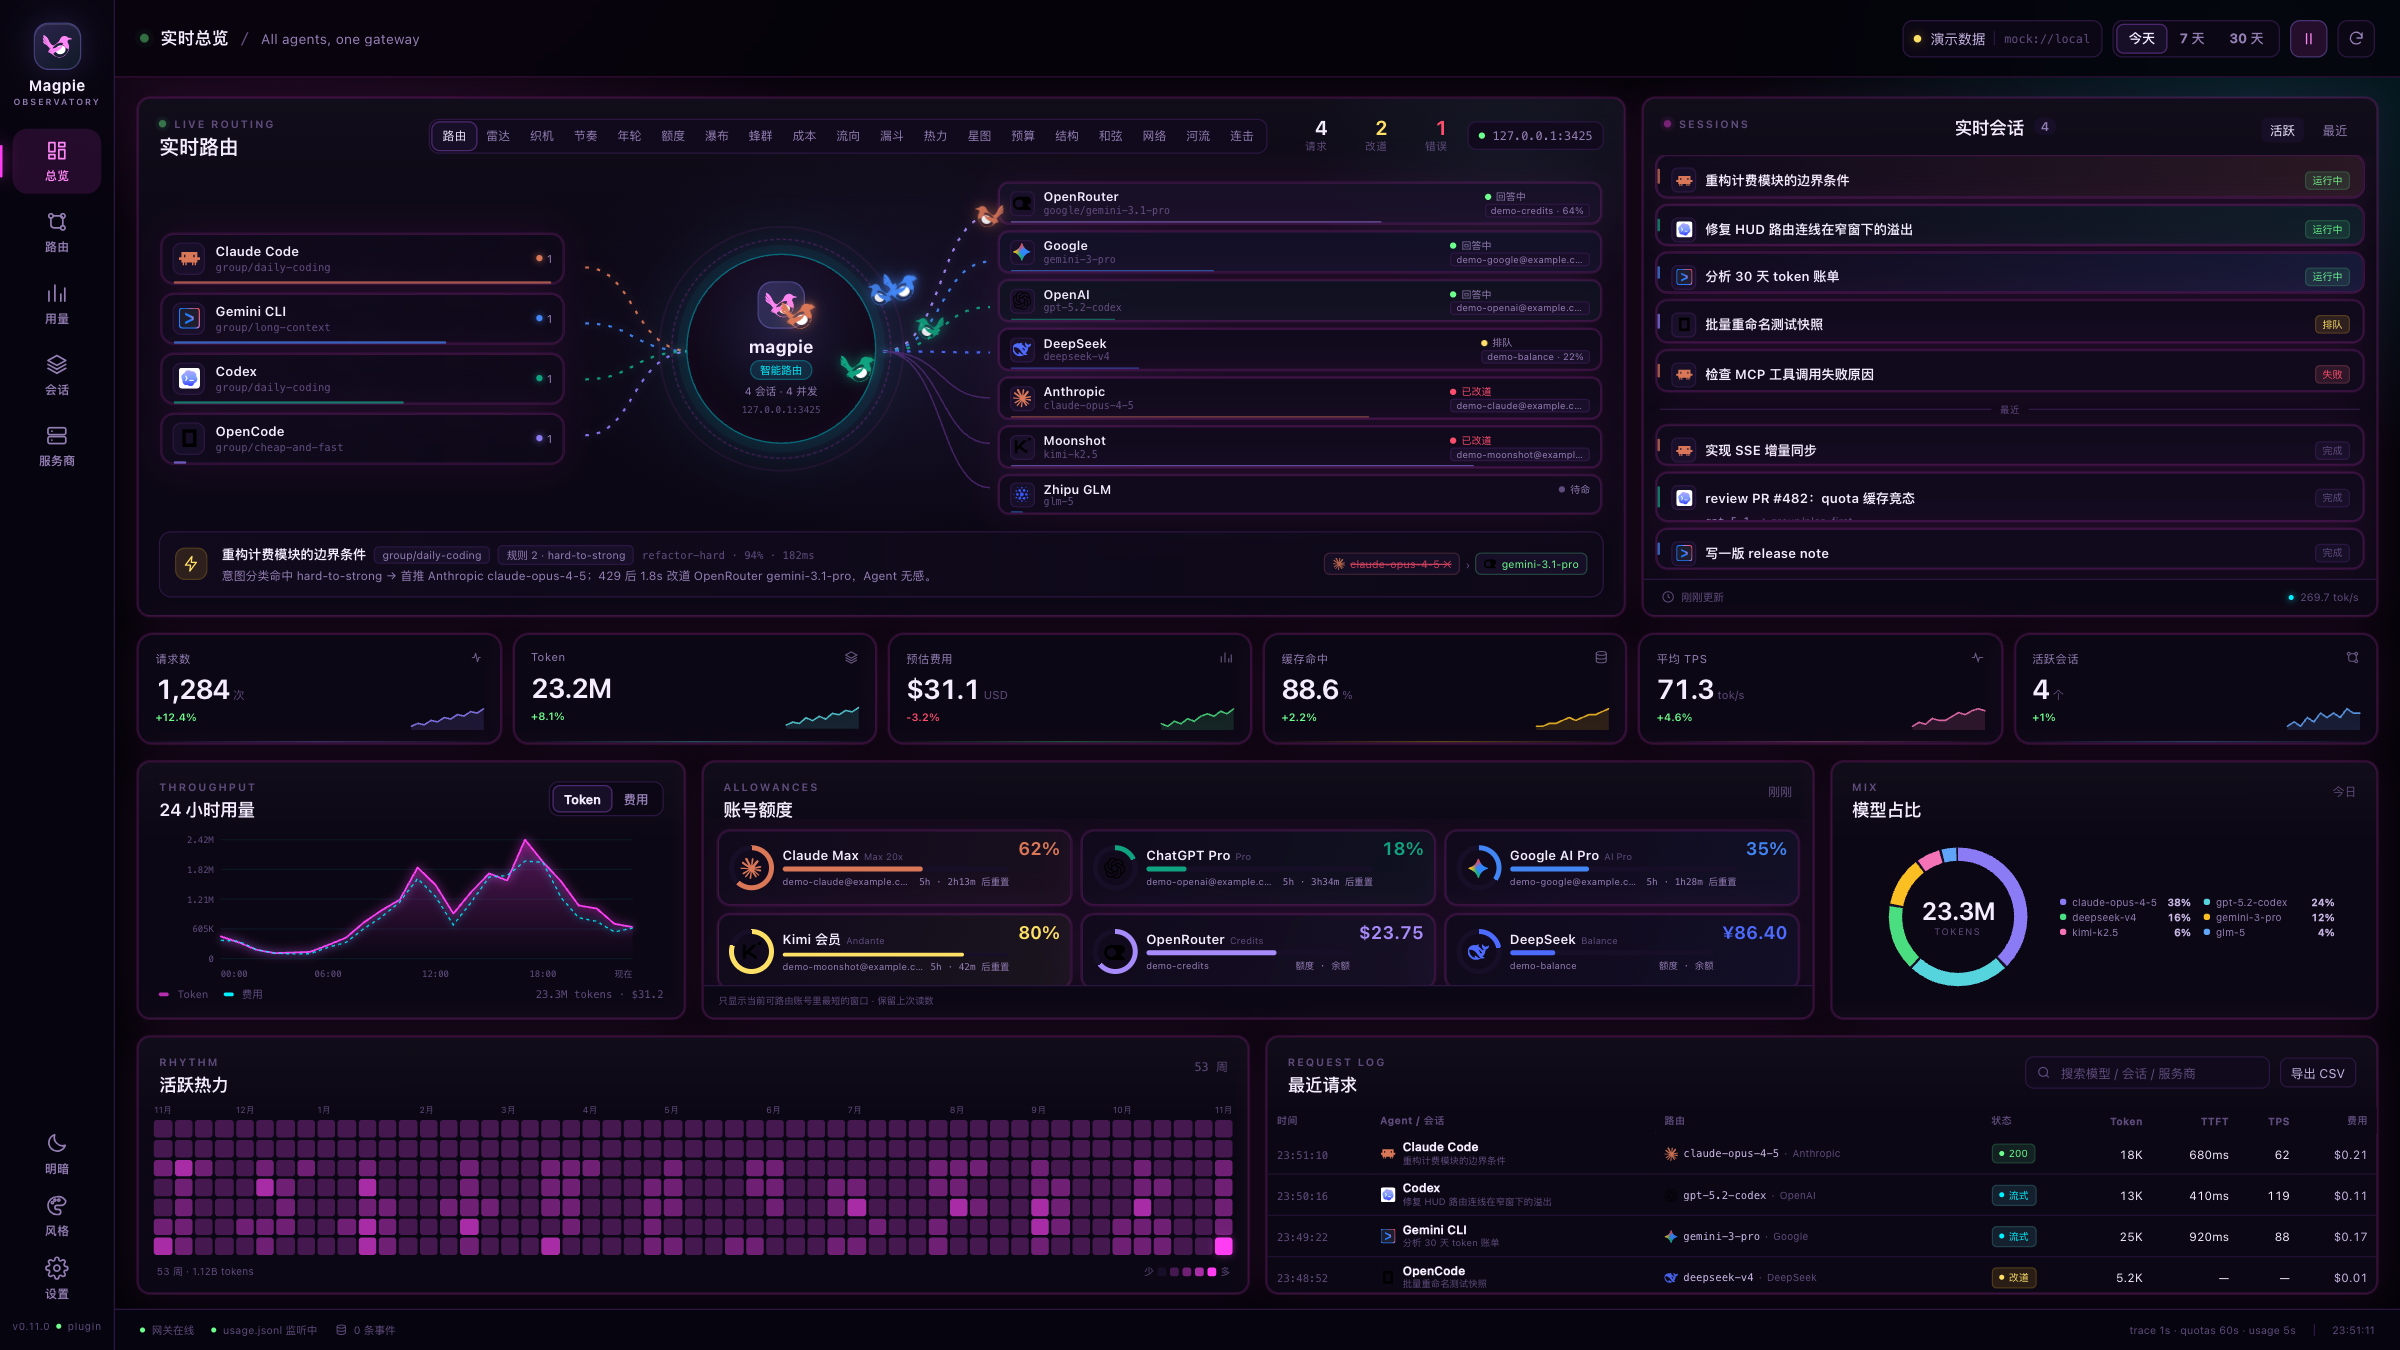 Magpie
OBSERVATORY
总览
路由
用量
会话
服务商
明暗
风格
设置
v0.11.0 plugin
实时总览 / All agents, one gateway
演示数据 mock://local
今天 7 天 30 天
LIVE ROUTING
实时路由
路由 雷达 织机 节奏 年轮 额度 瀑布 蜂群 成本 流向 漏斗 热力 星图 预算 结构 和弦 网络 河流 连击
4 请求
2 改道
1 错误
127.0.0.1:3425
Claude Code 1
group/daily-coding
Gemini CLI 1
group/long-context
Codex 1
group/daily-coding
OpenCode 1
group/cheap-and-fast
magpie
智能路由
4 会话 · 4 并发
127.0.0.1:3425
OpenRouter 回答中
google/gemini-3.1-pro demo-credits · 64%
Google 回答中
gemini-3-pro demo-google@example.c…
OpenAI 回答中
gpt-5.2-codex demo-openai@example.c…
DeepSeek 排队
deepseek-v4 demo-balance · 22%
Anthropic 已改道
claude-opus-4-5 demo-claude@example.c…
Moonshot 已改道
kimi-k2.5 demo-moonshot@exampl…
Zhipu GLM 待命
glm-5
重构计费模块的边界条件 group/daily-coding 规则 2 · hard-to-strong refactor-hard · 94% · 182ms
意图分类命中 hard-to-strong → 首推 Anthropic claude-opus-4-5；429 后 1.8s 改道 OpenRouter gemini-3.1-pro，Agent 无感。
claude-opus-4-5 ✕ › gemini-3.1-pro
SESSIONS
实时会话 4
活跃 最近
重构计费模块的边界条件 运行中
修复 HUD 路由连线在窄窗下的溢出 运行中
分析 30 天 token 账单 运行中
批量重命名测试快照 排队
检查 MCP 工具调用失败原因 失败
最近
实现 SSE 增量同步 完成
review PR #482：quota 缓存竞态 完成
写一版 release note 完成
刚刚更新 269.7 tok/s
请求数
1,284 次
+12.4%
Token
23.2M
+8.1%
预估费用
$31.1 USD
-3.2%
缓存命中
88.6 %
+2.2%
平均 TPS
71.3 tok/s
+4.6%
活跃会话
4 个
+1%
THROUGHPUT
24 小时用量
Token 费用
2.42M
1.82M
1.21M
605K
0
00:00 06:00 12:00 18:00 现在
Token 费用 23.3M tokens · $31.2
ALLOWANCES
账号额度
刚刚
Claude Max Max 20x 62%
demo-claude@example.c… 5h · 2h13m 后重置
ChatGPT Pro Pro 18%
demo-openai@example.c… 5h · 3h34m 后重置
Google AI Pro AI Pro 35%
demo-google@example.c… 5h · 1h28m 后重置
Kimi 会员 Andante 80%
demo-moonshot@example.c… 5h · 42m 后重置
OpenRouter Credits $23.75
demo-credits 额度 · 余额
DeepSeek Balance ¥86.40
demo-balance 额度 · 余额
只显示当前可路由账号里最短的窗口 · 保留上次读数
MIX
模型占比
今日
23.3M
TOKENS
claude-opus-4-5 38% gpt-5.2-codex 24%
deepseek-v4 16% gemini-3-pro 12%
kimi-k2.5 6% glm-5 4%
RHYTHM
活跃热力
53 周
11月 12月 1月 2月 3月 4月 5月 6月 7月 8月 9月 10月 11月
53 周 · 1.12B tokens
少 多
REQUEST LOG
最近请求
搜索模型 / 会话 / 服务商
导出 CSV
时间 Agent / 会话 路由 状态 Token TTFT TPS 费用
23:51:10 Claude Code claude-opus-4-5 · Anthropic 200 18K 680ms 62 $0.21
重构计费模块的边界条件
23:50:16 Codex gpt-5.2-codex · OpenAI 流式 13K 410ms 119 $0.11
修复 HUD 路由连线在窄窗下的溢出
23:49:22 Gemini CLI gemini-3-pro · Google 流式 25K 920ms 88 $0.17
分析 30 天 token 账单
23:48:52 OpenCode deepseek-v4 · DeepSeek 改道 5.2K — — $0.01
批量重命名测试快照
网关在线 usage.jsonl 监听中 0 条事件
trace 1s · quotas 60s · usage 5s 23:51:11